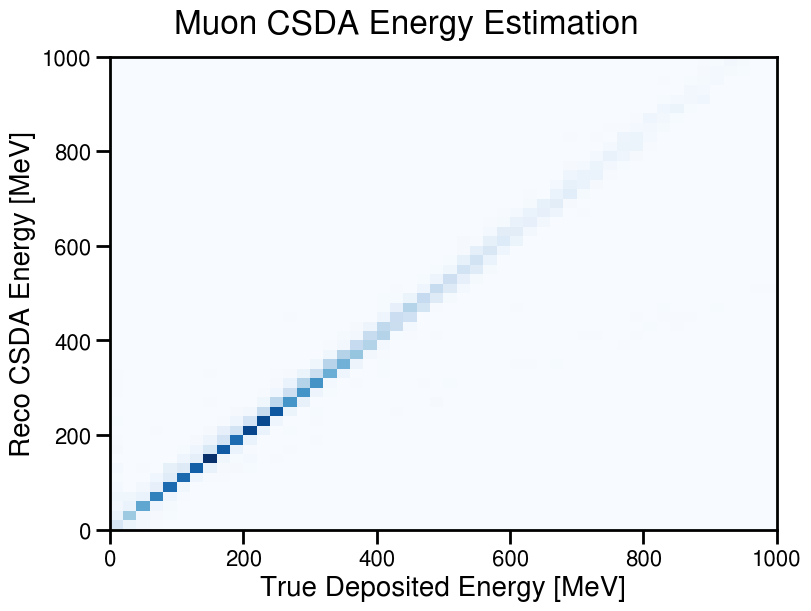 Muon CSDA Energy Estimation
Reco CSDA Energy [MeV]
1000
800
600
400
200
0
0 200 400 600 800 1000
True Deposited Energy [MeV]